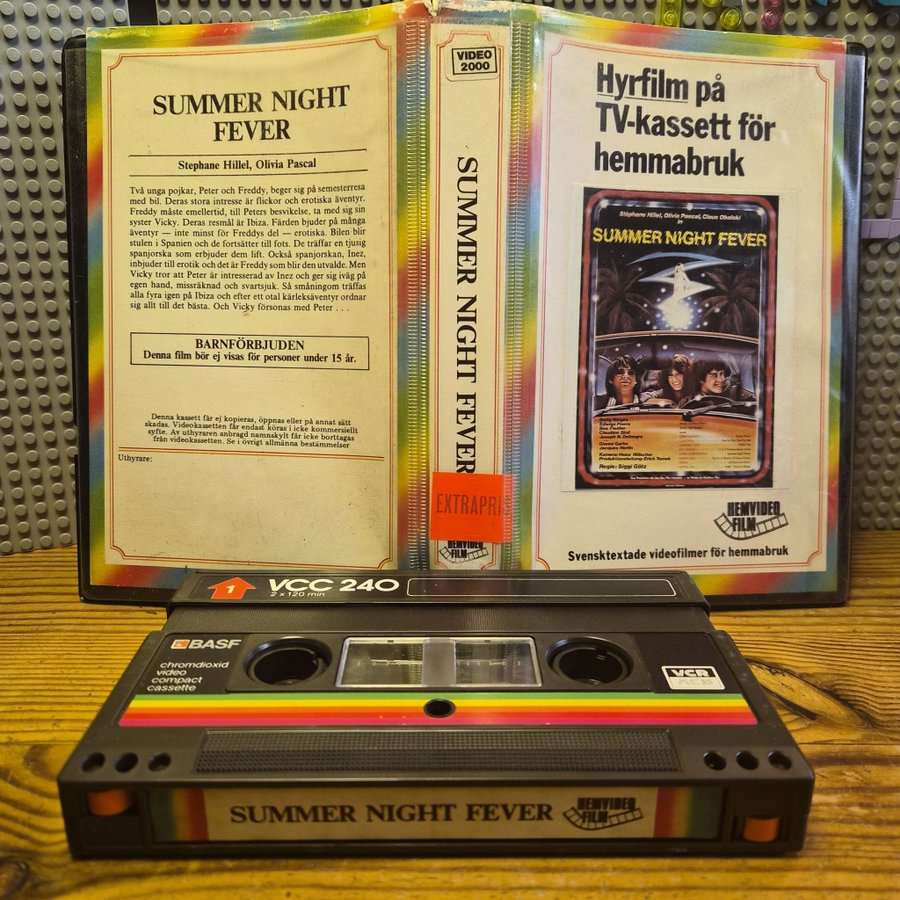 SUMMER NIGHT
FEVER
Stephane Hillel, Olivia Pascal
Två unga pojkar, Peter och Freddy, beger sig på semesterresa
med bil. Deras stora intresse är flickor och erotiska äventyr.
Freddy måste emellertid, till Peters besvikelse, ta med sig sin
syster Vicky. Deras resmål är Ibiza. Färden bjuder på många
äventyr — inte minst för Freddys del — erotiska. Bilen blir
stulen i Spanien och de fortsätter till fots. De träffar en tjusig
spanjorska som erbjuder dem lift. Också spanjorskan, Inez,
inbjuder till erotik och det är Freddy som blir den utvalde. Men
Vicky tror att Peter är intresserad av Inez och ger sig iväg på
egen hand, missräknad och svartsjuk. Så småningom träffas
alla fyra igen på Ibiza och efter ett otal kärleksäventyr ordnar
sig allt till det bästa. Och Vicky försonas med Peter . . .
BARNFÖRBJUDEN
Denna film bör ej visas för personer under 15 år.
Denna kassett får ej kopieras, öppnas eller på annat sätt
skadas. Videokassetten får endast köras i icke kommersiellt
syfte. Av uthyraren anbragd namnskylt får icke borttagas
från videokassetten. Se i övrigt allmänna bestämmelser
Uthyrare:
VIDEO
2000
SUMMER NIGHT FEVER
EXTRAPRIS
HEMVIDEO
FILM
Hyrfilm på
TV-kassett för
hemmabruk
Stéphane Hillel, Olivia Pascal, Claus Obalski
in
SUMMER NIGHT FEVER
Kamera: Heinz Hölscher
Produktionsleitung: Erich Tomek
Regie: Siggi Götz
HEMVIDEO
FILM
Svensktextade videofilmer för hemmabruk
1
VCC 240
2 x 120 min
BASF
chromdioxid
video
compact
cassette
VCR
SUMMER NIGHT FEVER
HEMVIDEO
FILM